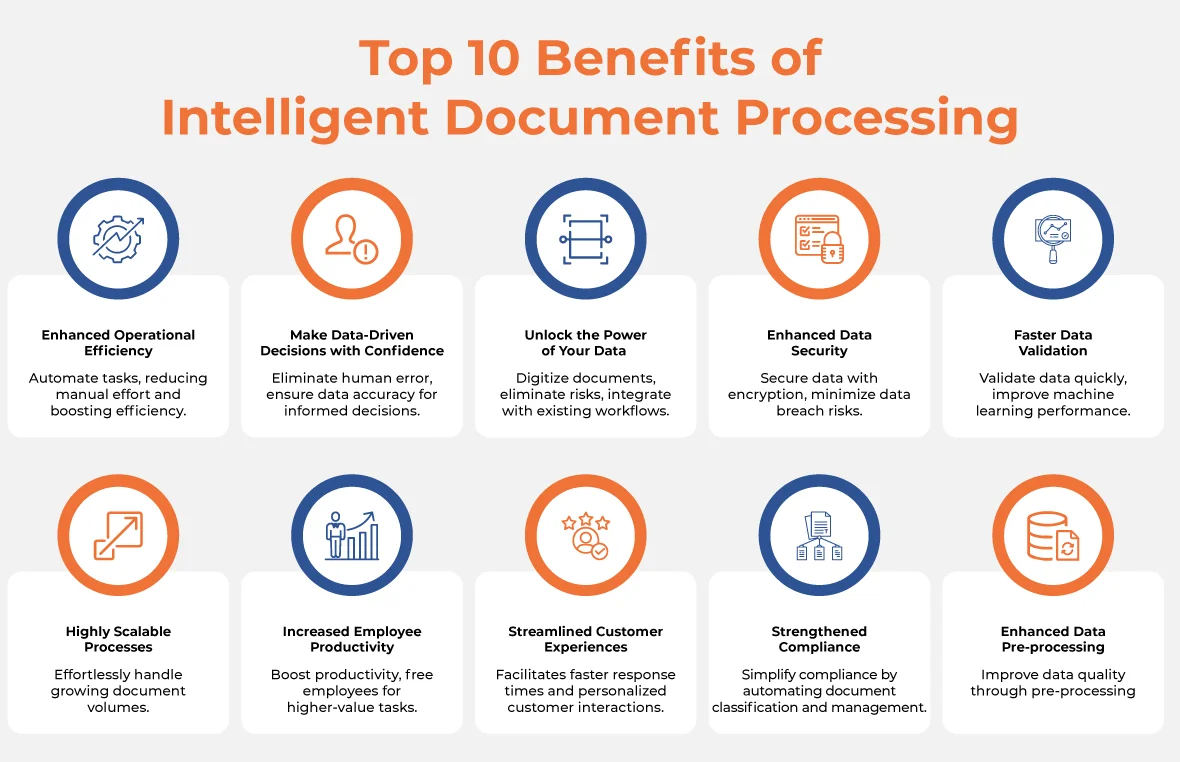 Top 10 Benefits of
Intelligent Document Processing
Enhanced Operational
Efficiency
Automate tasks, reducing
manual effort and
boosting efficiency.
Make Data-Driven
Decisions with Confidence
Eliminate human error,
ensure data accuracy for
informed decisions.
Unlock the Power
of Your Data
Digitize documents,
eliminate risks, integrate
with existing workflows.
Enhanced Data
Security
Secure data with
encryption, minimize data
breach risks.
Faster Data
Validation
Validate data quickly,
improve machine
learning performance.
Highly Scalable
Processes
Effortlessly handle
growing document
volumes.
Increased Employee
Productivity
Boost productivity, free
employees for
higher-value tasks.
Streamlined Customer
Experiences
Facilitates faster response
times and personalized
customer interactions.
Strengthened
Compliance
Simplify compliance by
automating document
classification and management.
Enhanced Data
Pre-processing
Improve data quality
through pre-processing